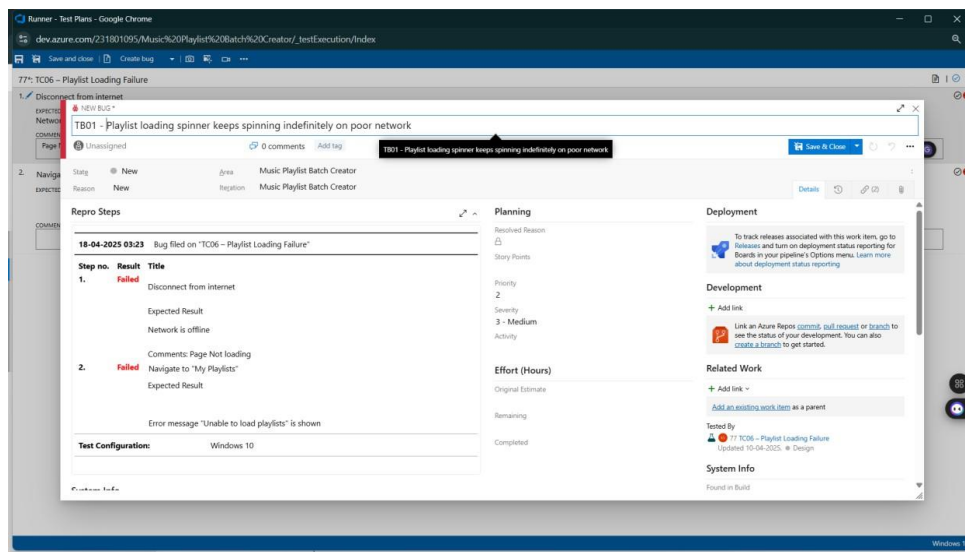 Runner - Test Plans - Google Chrome
dev.azure.com/231801095/Music%20Playlist%20Batch%20Creator/_testExecution/Index
Save and close
Create bug
77*: TC06 – Playlist Loading Failure
1. Disconnect from internet
EXPECTED
Netwo
COMMEN
Page N
2. Naviga
EXPECTE
COMMEN
NEW BUG *
TB01 - Playlist loading spinner keeps spinning indefinitely on poor network
Unassigned
0 comments
Add tag
TB01 - Playlist loading spinner keeps spinning indefinitely on poor network
Save & Close
State New
Area Music Playlist Batch Creator
Reason New
Iteration Music Playlist Batch Creator
Details
Repro Steps
18-04-2025 03:23 Bug filed on "TC06 – Playlist Loading Failure"
Step no. Result Title
1. Failed
Disconnect from internet
Expected Result
Network is offline
Comments: Page Not loading
2. Failed Navigate to "My Playlists"
Expected Result
Error message "Unable to load playlists" is shown
Test Configuration: Windows 10
System Info
Planning
Resolved Reason
Story Points
Priority
2
Severity
3 - Medium
Activity
Effort (Hours)
Original Estimate
Remaining
Completed
Deployment
To track releases associated with this work item, go to
Releases and turn on deployment status reporting for
Boards in your pipeline's Options menu. Learn more
about deployment status reporting
Development
+ Add link
Link an Azure Repos commit, pull request or branch to
see the status of your development. You can also
create a branch to get started.
Related Work
+ Add link
Add an existing work item as a parent
Tested By
77 TC06 – Playlist Loading Failure
Updated 10-04-2025, Design
System Info
Found in Build
Windows 1